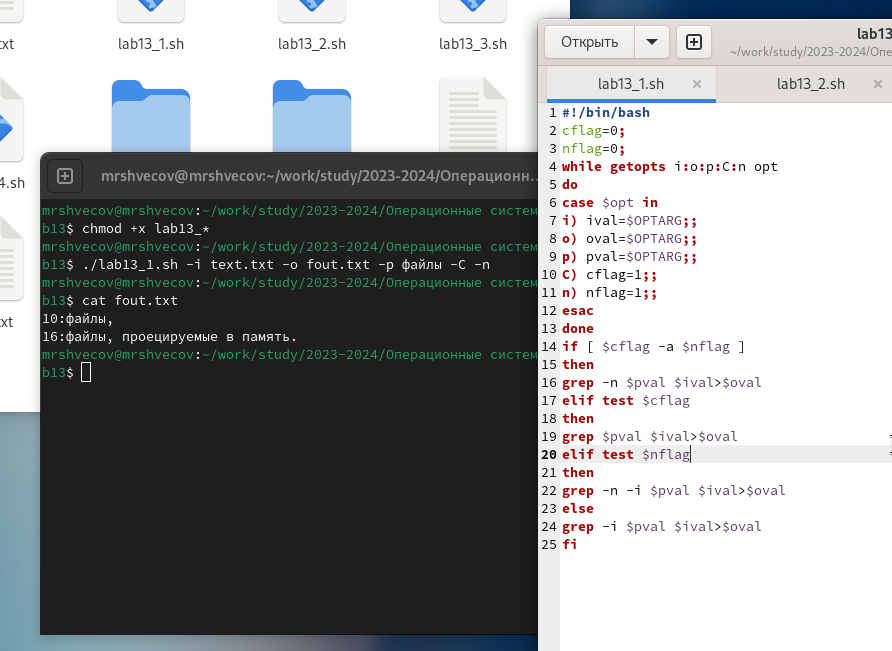 txt
lab13_1.sh
lab13_2.sh
lab13_3.sh
4.sh
txt
mrshvecov@mrshvecov:~/work/study/2023-2024/Операционн...
mrshvecov@mrshvecov:~/work/study/2023-2024/Операционные систем
b13$ chmod +x lab13_*
mrshvecov@mrshvecov:~/work/study/2023-2024/Операционные систем
b13$ ./lab13_1.sh -i text.txt -o fout.txt -p файлы -C -n
mrshvecov@mrshvecov:~/work/study/2023-2024/Операционные систем
b13$ cat fout.txt
10:файлы,
16:файлы, проецируемые в память.
mrshvecov@mrshvecov:~/work/study/2023-2024/Операционные систем
b13$
Открыть
lab13
~/work/study/2023-2024/Опе
lab13_1.sh ×
lab13_2.sh ×
1 #!/bin/bash
2 cflag=0;
3 nflag=0;
4 while getopts i:o:p:C:n opt
5 do
6 case $opt in
7 i) ival=$OPTARG;;
8 o) oval=$OPTARG;;
9 p) pval=$OPTARG;;
10 C) cflag=1;;
11 n) nflag=1;;
12 esac
13 done
14 if [ $cflag -a $nflag ]
15 then
16 grep -n $pval $ival>$oval
17 elif test $cflag
18 then
19 grep $pval $ival>$oval
20 elif test $nflag
21 then
22 grep -n -i $pval $ival>$oval
23 else
24 grep -i $pval $ival>$oval
25 fi